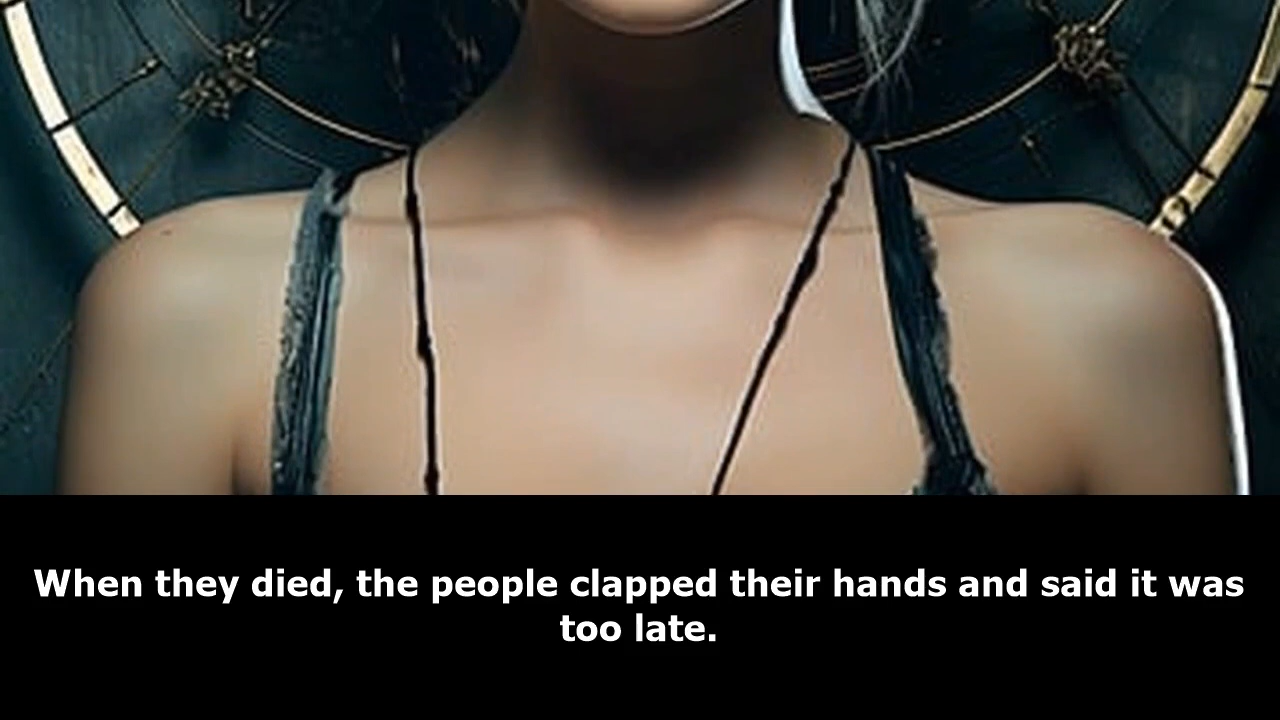 When they died, the people clapped their hands and said it was
too late.